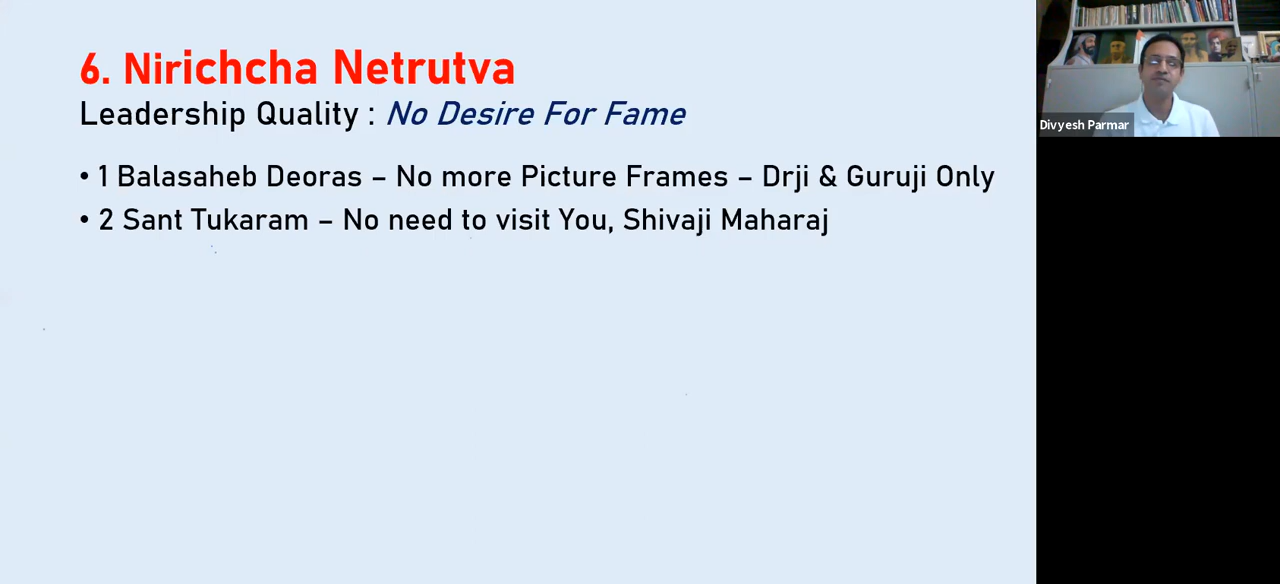 6. Nirichcha Netrutva
Leadership Quality : No Desire For Fame
• 1 Balasaheb Deoras – No more Picture Frames – Drji & Guruji Only
• 2 Sant Tukaram – No need to visit You, Shivaji Maharaj
Divyesh Parmar